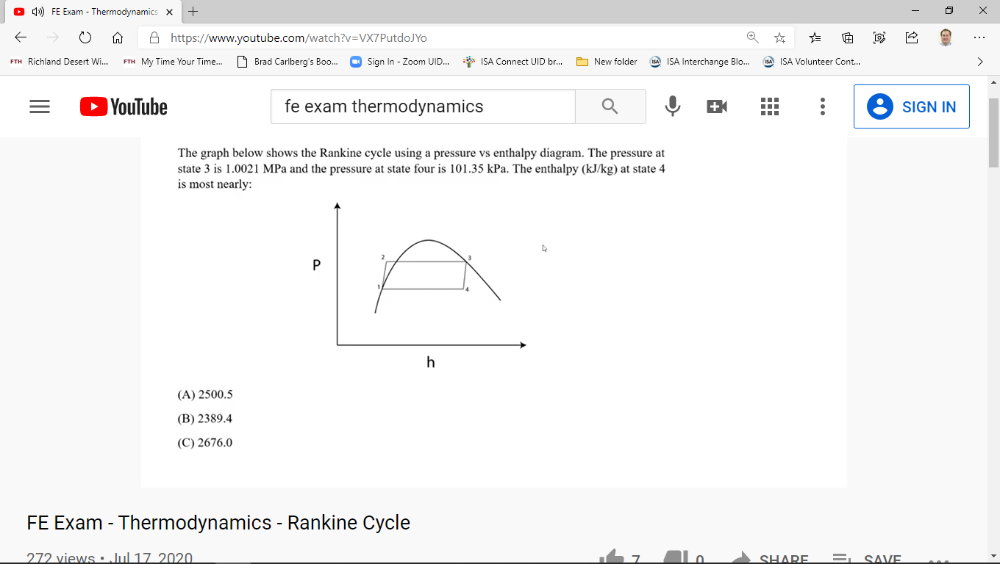 FE Exam - Thermodynamics
https://www.youtube.com/watch?v=VX7PutdoJYo
FTH Richland Desert Wi... FTH My Time Your Time... Brad Carlberg's Boo... Sign In - Zoom UID... ISA Connect UID br... New folder ISA ISA Interchange Blo... ISA ISA Volunteer Cont...
YouTube fe exam thermodynamics SIGN IN
The graph below shows the Rankine cycle using a pressure vs enthalpy diagram. The pressure at
state 3 is 1.0021 MPa and the pressure at state four is 101.35 kPa. The enthalpy (kJ/kg) at state 4
is most nearly:
2 3
P
1 4
h
(A) 2500.5
(B) 2389.4
(C) 2676.0
FE Exam - Thermodynamics - Rankine Cycle
272 views • Jul 17, 2020 7 0 SHARE SAVE